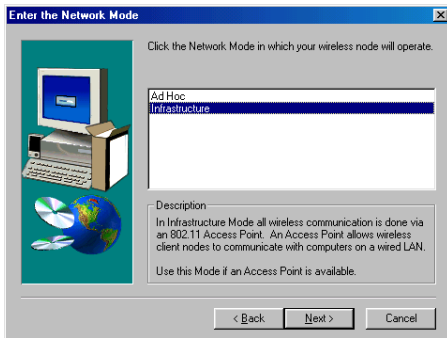 Enter the Network Mode
Click the Network Mode in which your wireless node will operate.
Ad Hoc
Infrastructure
Description
In Infrastructure Mode all wireless communication is done via
an 802.11 Access Point. An Access Point allows wireless
client nodes to communicate with computers on a wired LAN.
Use this Mode if an Access Point is available.
< Back
Next >
Cancel